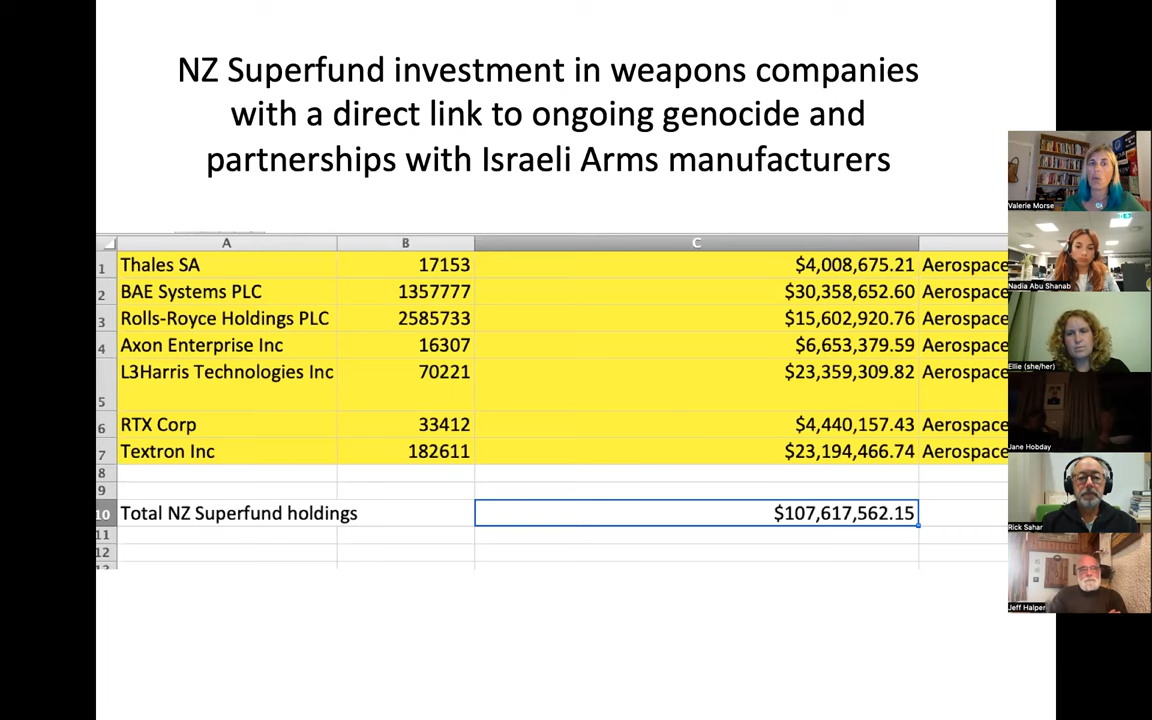 NZ Superfund investment in weapons companies
with a direct link to ongoing genocide and
partnerships with Israeli Arms manufacturers
A B C
1 Thales SA 17153 $4,008,675.21 Aerospace
2 BAE Systems PLC 1357777 $30,358,652.60 Aerospace
3 Rolls-Royce Holdings PLC 2585733 $15,602,920.76 Aerospace
4 Axon Enterprise Inc 16307 $6,653,379.59 Aerospace
5 L3Harris Technologies Inc 70221 $23,359,309.82 Aerospace
6 RTX Corp 33412 $4,440,157.43 Aerospace
7 Textron Inc 182611 $23,194,466.74 Aerospace
8
9
10 Total NZ Superfund holdings $107,617,562.15
11
12
Valerie Morse
Nadia Abu Shanab
Ellie (she/her)
Jane Hobday
Rick Sahar
Jeff Halper